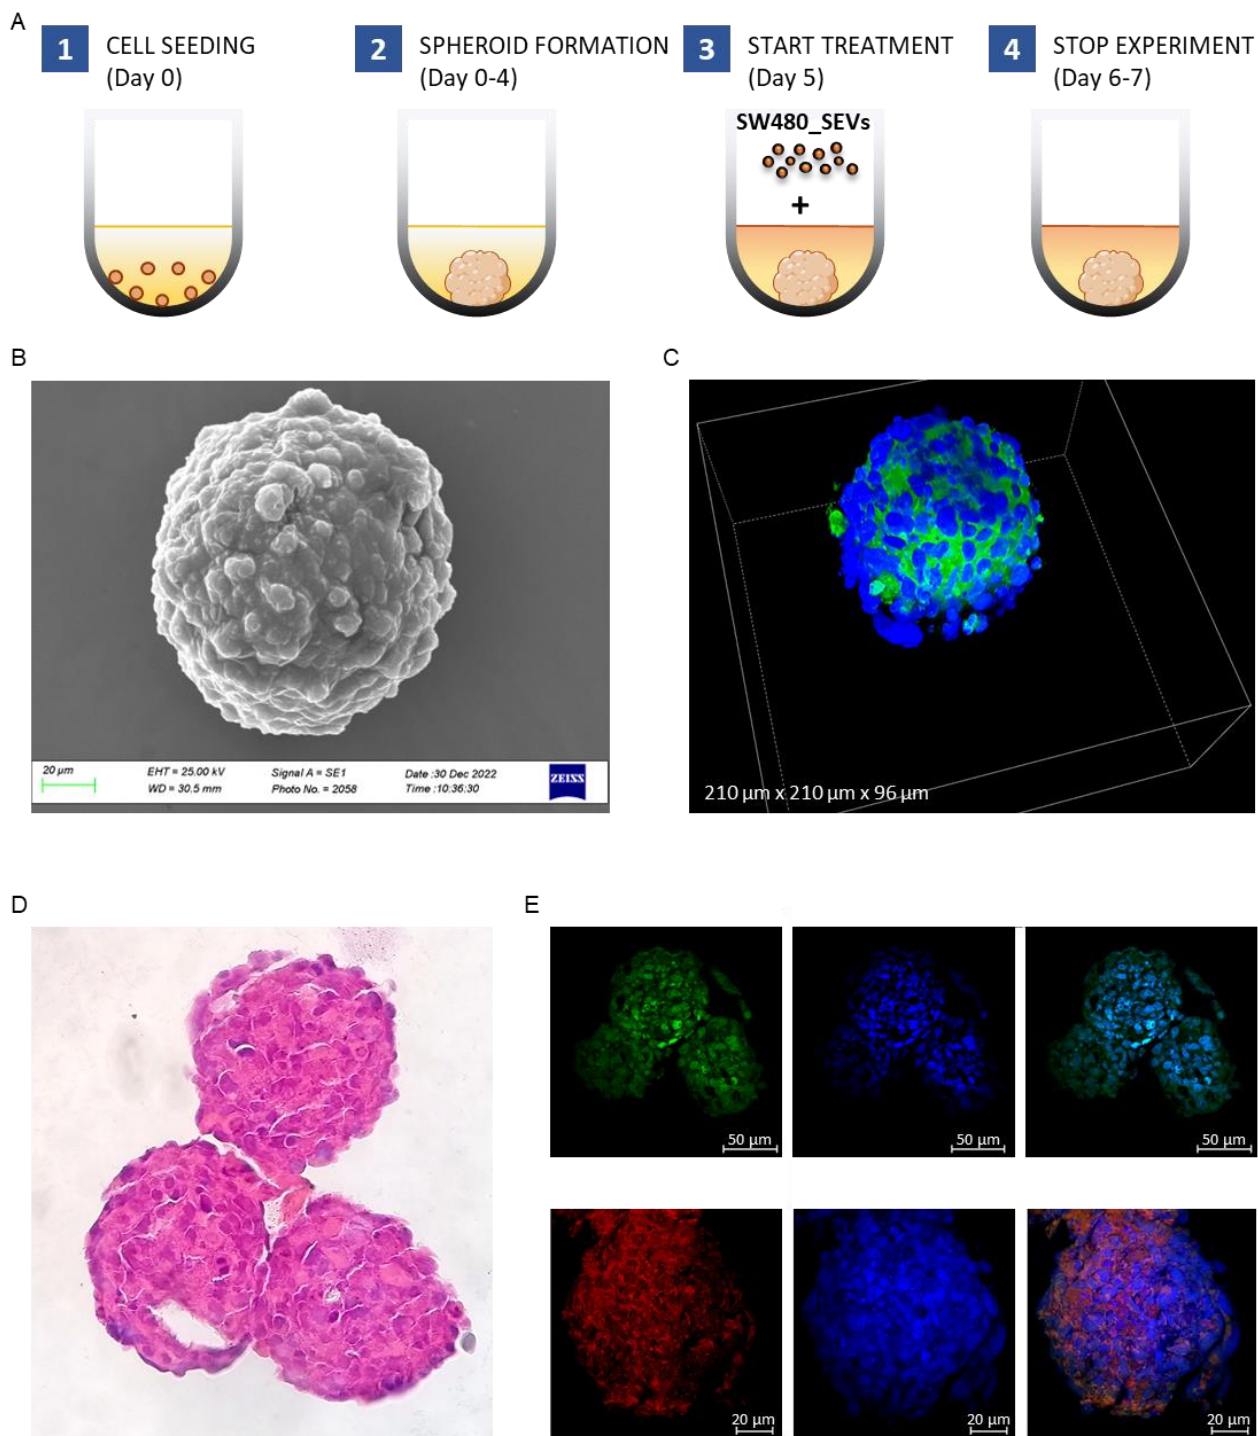 A
1 CELL SEEDING
(Day 0)
2 SPHEROID FORMATION
(Day 0-4)
3 START TREATMENT
(Day 5)
4 STOP EXPERIMENT
(Day 6-7)
SW480_SEVs
+
B
20 µm
EHT = 25.00 kV
WD = 30.5 mm
Signal A = SE1
Photo No. = 2058
Date :30 Dec 2022
Time :10:36:30
ZEISS
C
210 µm x 210 µm x 96 µm
D
E
50 µm
50 µm
50 µm
20 µm
20 µm
20 µm